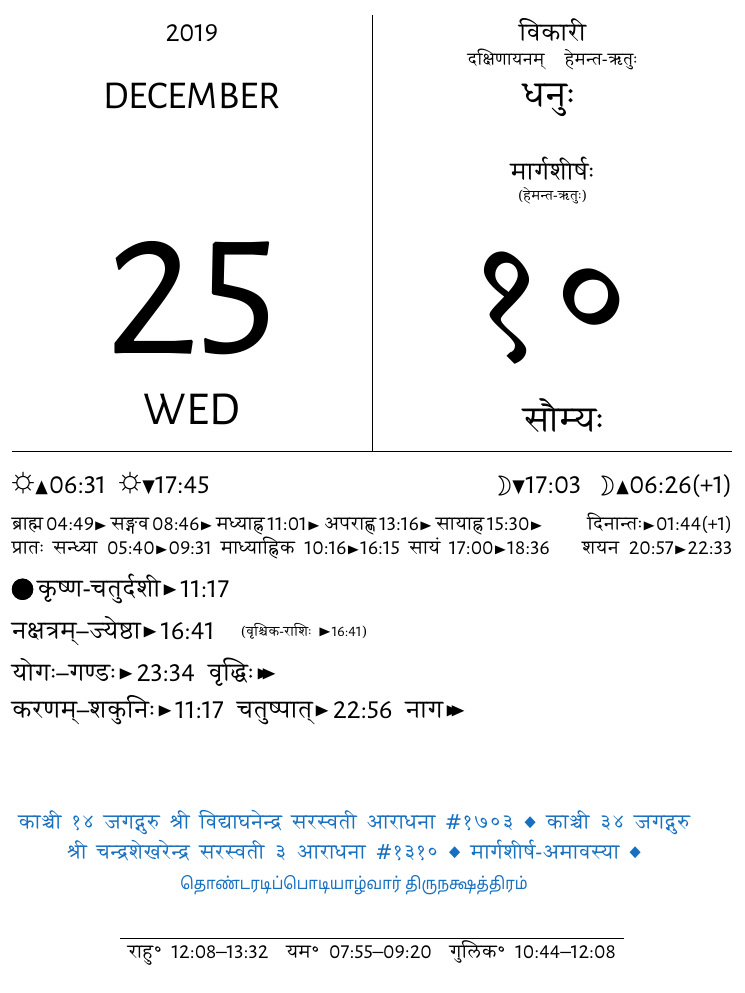 2019
DECEMBER
25
WED
विकारी
दक्षिणायनम् हेमन्त-ऋतुः
धनुः
मार्गशीर्षः
(हेमन्त-ऋतुः)
१०
सौम्यः
☼▲06:31 ☼▼17:45 ☽▼17:03 ☽▲06:26(+1)
ब्राह्म 04:49► सङ्गव 08:46► मध्याह्न 11:01► अपराह्ण 13:16► सायाह्न 15:30► दिनान्तः►01:44(+1)
प्रातः सन्ध्या 05:40►09:31 माध्याह्निक 10:16►16:15 सायं 17:00►18:36 शयन 20:57►22:33
●कृष्ण-चतुर्दशी►11:17
नक्षत्रम्–ज्येष्ठा►16:41 (वृश्चिक-राशिः ►16:41)
योगः–गण्डः►23:34 वृद्धिः►►
करणम्–शकुनिः►11:17 चतुष्पात्►22:56 नाग►►
काञ्ची १४ जगद्गुरु श्री विद्याघनेन्द्र सरस्वती आराधना #१७०३ ◆ काञ्ची ३४ जगद्गुरु
श्री चन्द्रशेखरेन्द्र सरस्वती ३ आराधना #१३१० ◆ मार्गशीर्ष-अमावस्या ◆
தொண்டரடிப்பொடியாழ்வார் திருநக்ஷத்திரம்
राहु° 12:08–13:32 यम° 07:55–09:20 गुलिक° 10:44–12:08